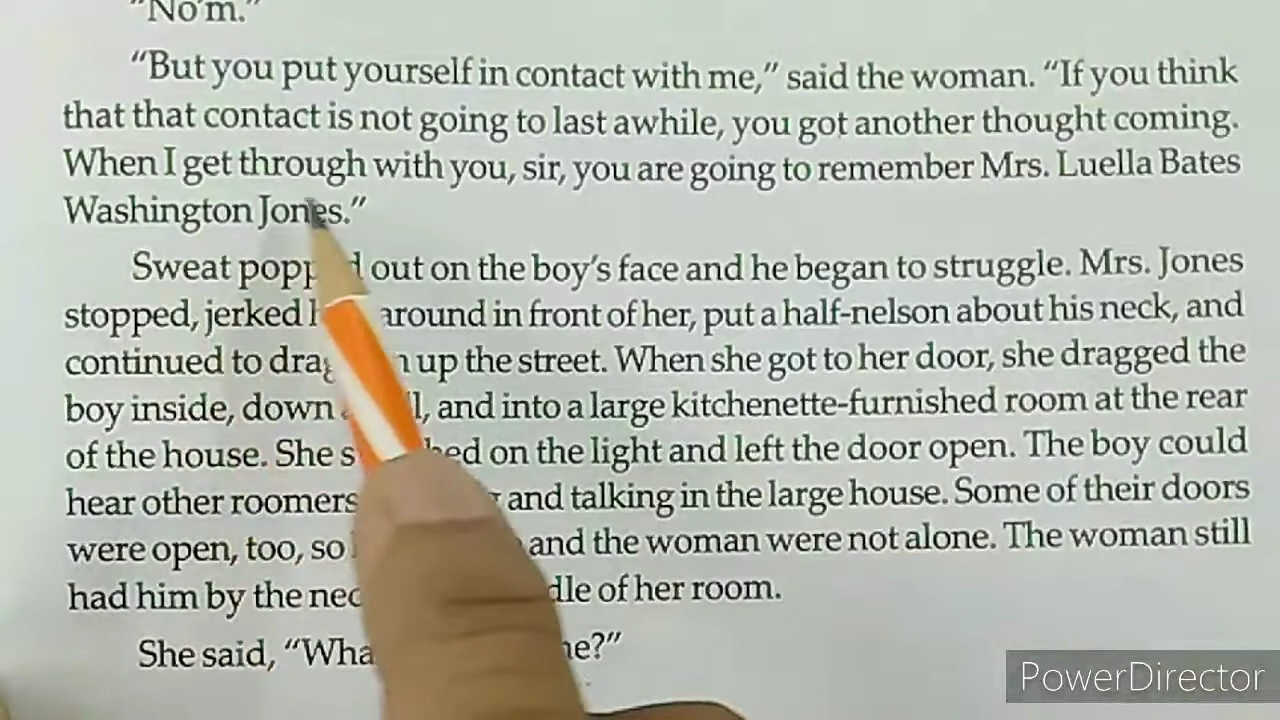 "No'm."
"But you put yourself in contact with me," said the woman. "If you think
that that contact is not going to last awhile, you got another thought coming.
When I get through with you, sir, you are going to remember Mrs. Luella Bates
Washington Jones."
Sweat out on the boy's face and he began to struggle. Mrs. Jones
stopped, jerked around in front of her, put a half-nelson about his neck, and
continued to up the street. When she got to her door, she dragged the
boy inside, down and into a large kitchenette-furnished room at the rear
of the house. She on the light and left the door open. The boy could
hear other roomers and talking in the large house. Some of their doors
were open, too, so and the woman were not alone. The woman still
had him by the of her room.
She said,
PowerDirector